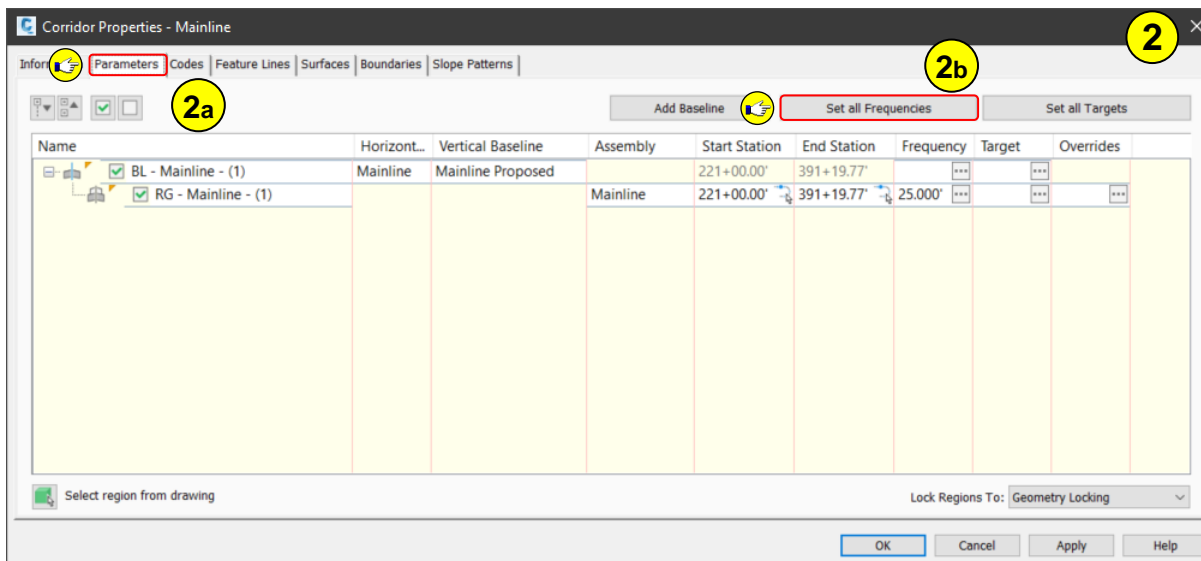 Corridor Properties - Mainline
2
Infor Parameters Codes Feature Lines Surfaces Boundaries Slope Patterns
2a
2b
Add Baseline Set all Frequencies Set all Targets
Name Horizont... Vertical Baseline Assembly Start Station End Station Frequency Target Overrides
BL - Mainline - (1) Mainline Mainline Proposed 221+00.00' 391+19.77'
RG - Mainline - (1) Mainline 221+00.00' 391+19.77' 25.000'
Select region from drawing Lock Regions To: Geometry Locking
OK Cancel Apply Help